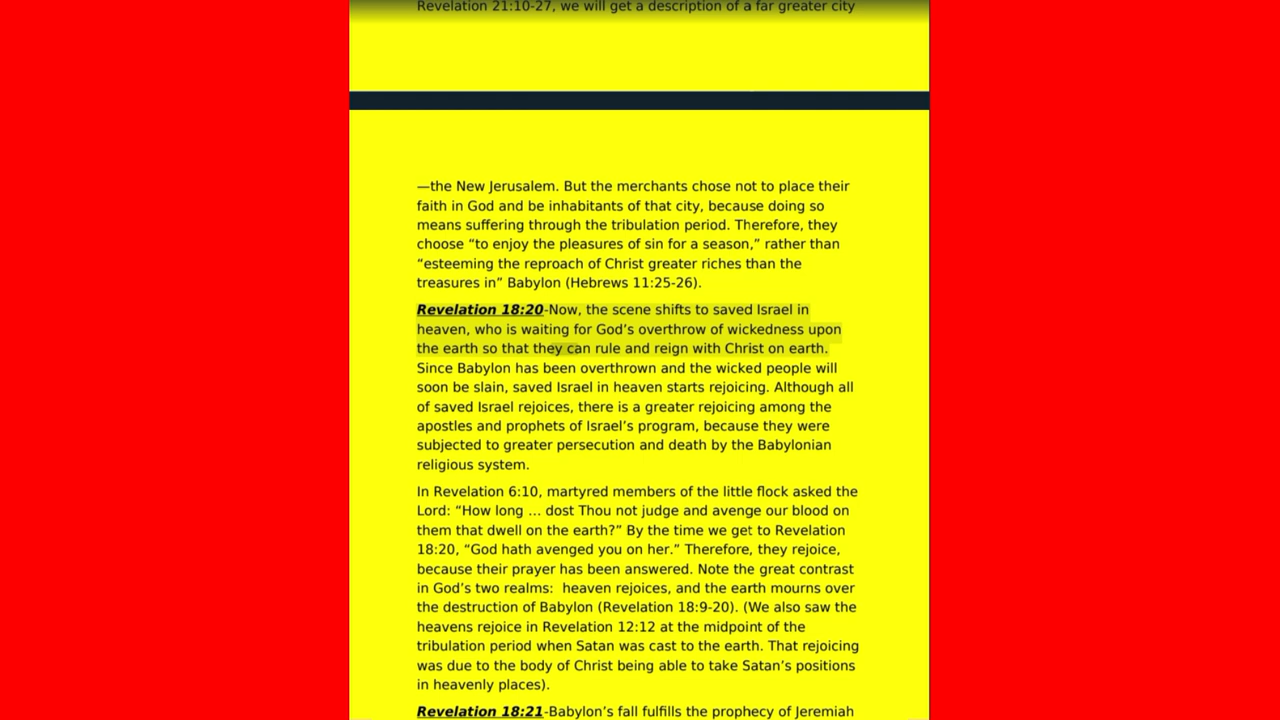 Revelation 21:10-27, we will get a description of a far greater city
—the New Jerusalem. But the merchants chose not to place their
faith in God and be inhabitants of that city, because doing so
means suffering through the tribulation period. Therefore, they
choose “to enjoy the pleasures of sin for a season,” rather than
“esteeming the reproach of Christ greater riches than the
treasures in” Babylon (Hebrews 11:25-26).
Revelation 18:20-Now, the scene shifts to saved Israel in
heaven, who is waiting for God’s overthrow of wickedness upon
the earth so that they can rule and reign with Christ on earth.
Since Babylon has been overthrown and the wicked people will
soon be slain, saved Israel in heaven starts rejoicing. Although all
of saved Israel rejoices, there is a greater rejoicing among the
apostles and prophets of Israel’s program, because they were
subjected to greater persecution and death by the Babylonian
religious system.
In Revelation 6:10, martyred members of the little flock asked the
Lord: “How long … dost Thou not judge and avenge our blood on
them that dwell on the earth?” By the time we get to Revelation
18:20, “God hath avenged you on her.” Therefore, they rejoice,
because their prayer has been answered. Note the great contrast
in God’s two realms:  heaven rejoices, and the earth mourns over
the destruction of Babylon (Revelation 18:9-20). (We also saw the
heavens rejoice in Revelation 12:12 at the midpoint of the
tribulation period when Satan was cast to the earth. That rejoicing
was due to the body of Christ being able to take Satan’s positions
in heavenly places).
Revelation 18:21-Babylon’s fall fulfills the prophecy of Jeremiah